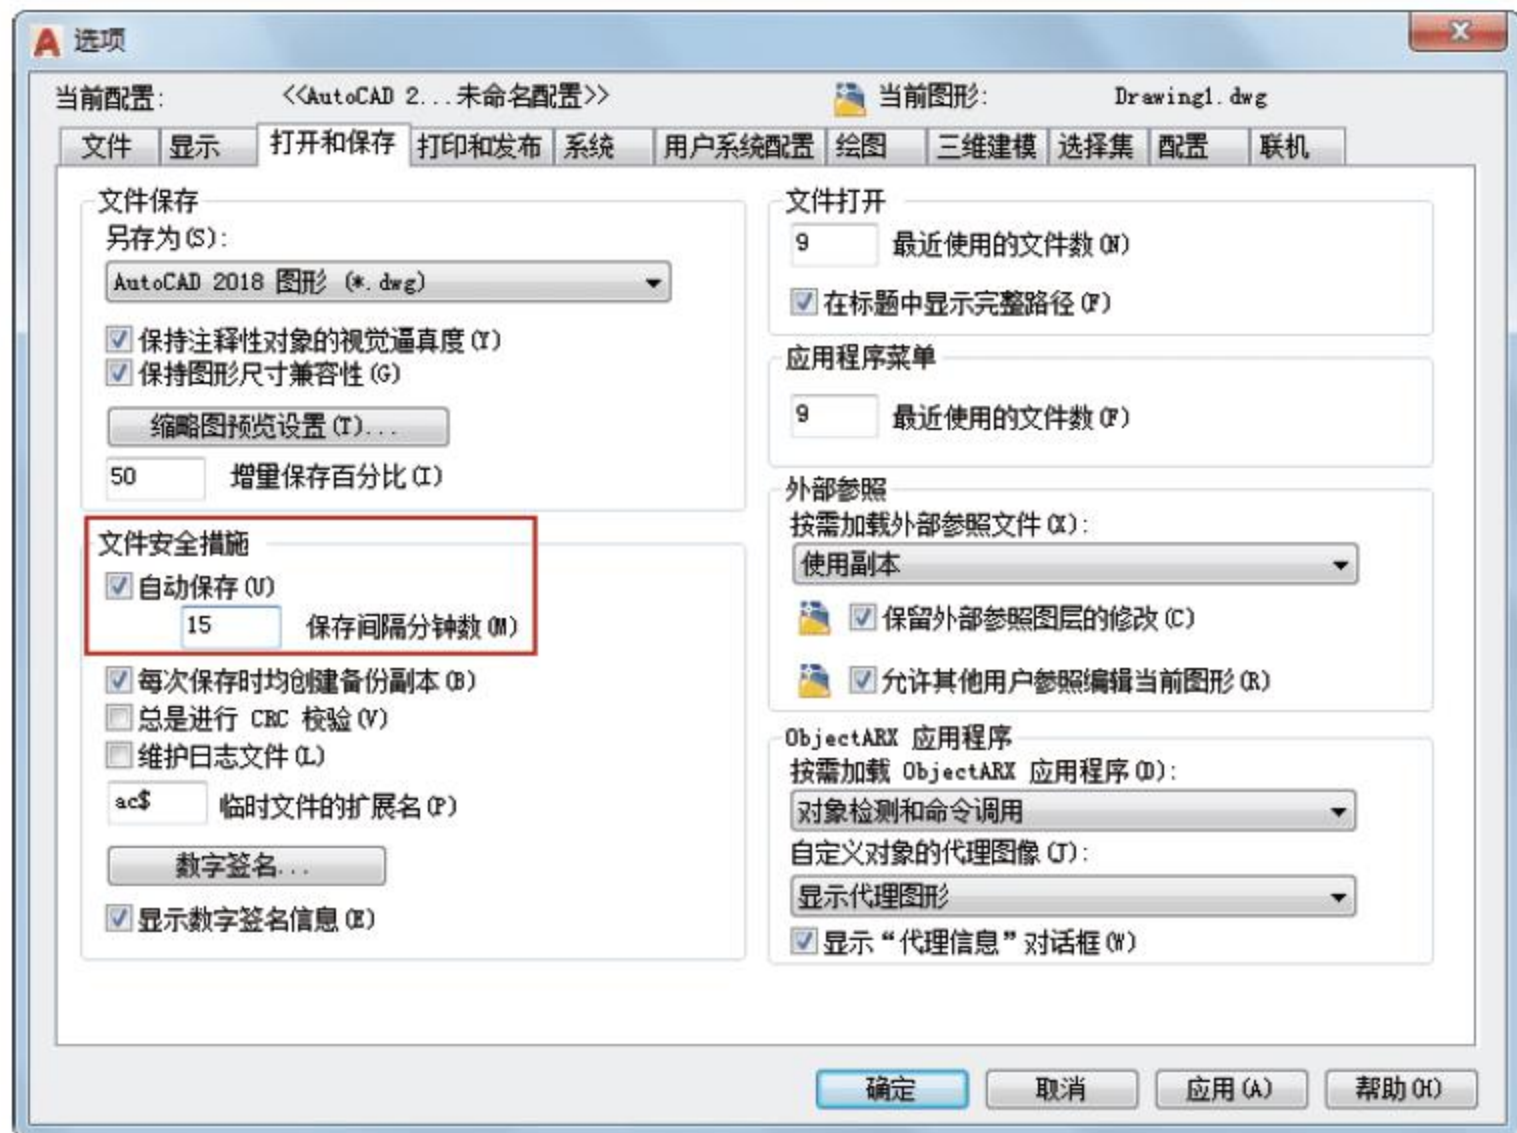 选项
当前配置: <<AutoCAD 2...未命名配置>> 当前图形: Drawing1.dwg
文件 显示 打开和保存 打印和发布 系统 用户系统配置 绘图 三维建模 选择集 配置 联机
文件保存
另存为(S):
AutoCAD 2018 图形 (*.dwg)
保持注释性对象的视觉逼真度(Y)
保持图形尺寸兼容性(G)
缩略图预览设置(T)...
50 增量保存百分比(I)
文件安全措施
自动保存(U)
15 保存间隔分钟数(M)
每次保存时均创建备份副本(B)
总是进行 CRC 校验(V)
维护日志文件(L)
ac$ 临时文件的扩展名(P)
数字签名...
显示数字签名信息(E)
文件打开
9 最近使用的文件数(N)
在标题中显示完整路径(F)
应用程序菜单
9 最近使用的文件数(F)
外部参照
按需加载外部参照文件(X):
使用副本
保留外部参照图层的修改(C)
允许其他用户参照编辑当前图形(R)
ObjectARX 应用程序
按需加载 ObjectARX 应用程序(D):
对象检测和命令调用
自定义对象的代理图像(J):
显示代理图形
显示“代理信息”对话框(W)
确定 取消 应用(A) 帮助(H)